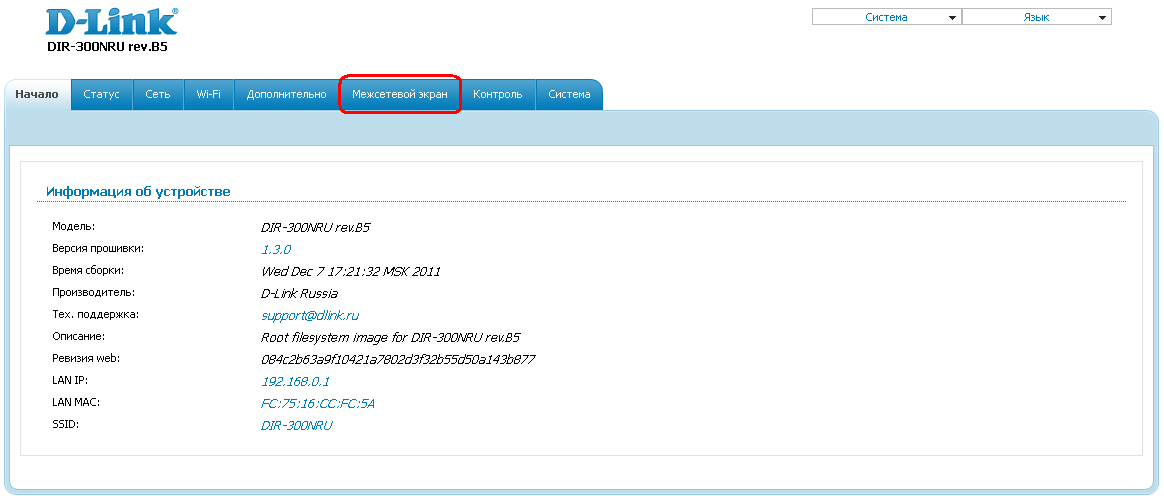 D-Link®
DIR-300NRU rev.B5
Система Язык
Начало Статус Сеть Wi-Fi Дополнительно Межсетевой экран Контроль Система
Информация об устройстве
Модель: DIR-300NRU rev.B5
Версия прошивки: 1.3.0
Время сборки: Wed Dec 7 17:21:32 MSK 2011
Производитель: D-Link Russia
Тех. поддержка: support@dlink.ru
Описание: Root filesystem image for DIR-300NRU rev.B5
Ревизия web: 084c2b63a9f10421a7802d3f32b55d50a143b877
LAN IP: 192.168.0.1
LAN MAC: FC:75:16:CC:FC:5A
SSID: DIR-300NRU